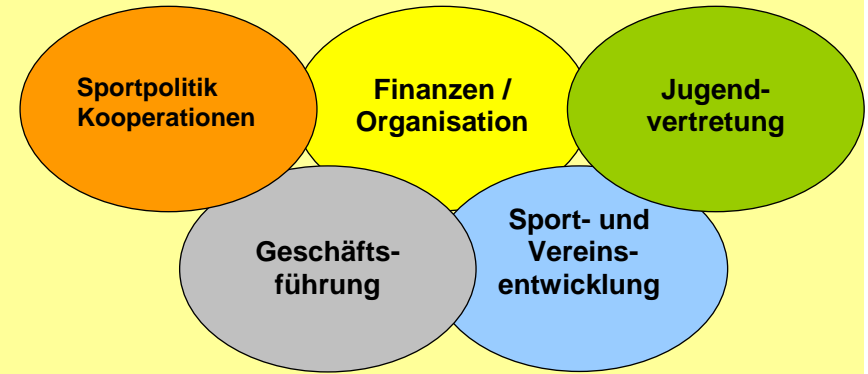 Sportpolitik
Kooperationen
Finanzen /
Organisation
Jugend-
vertretung
Geschäfts-
führung
Sport- und
Vereins-
entwicklung